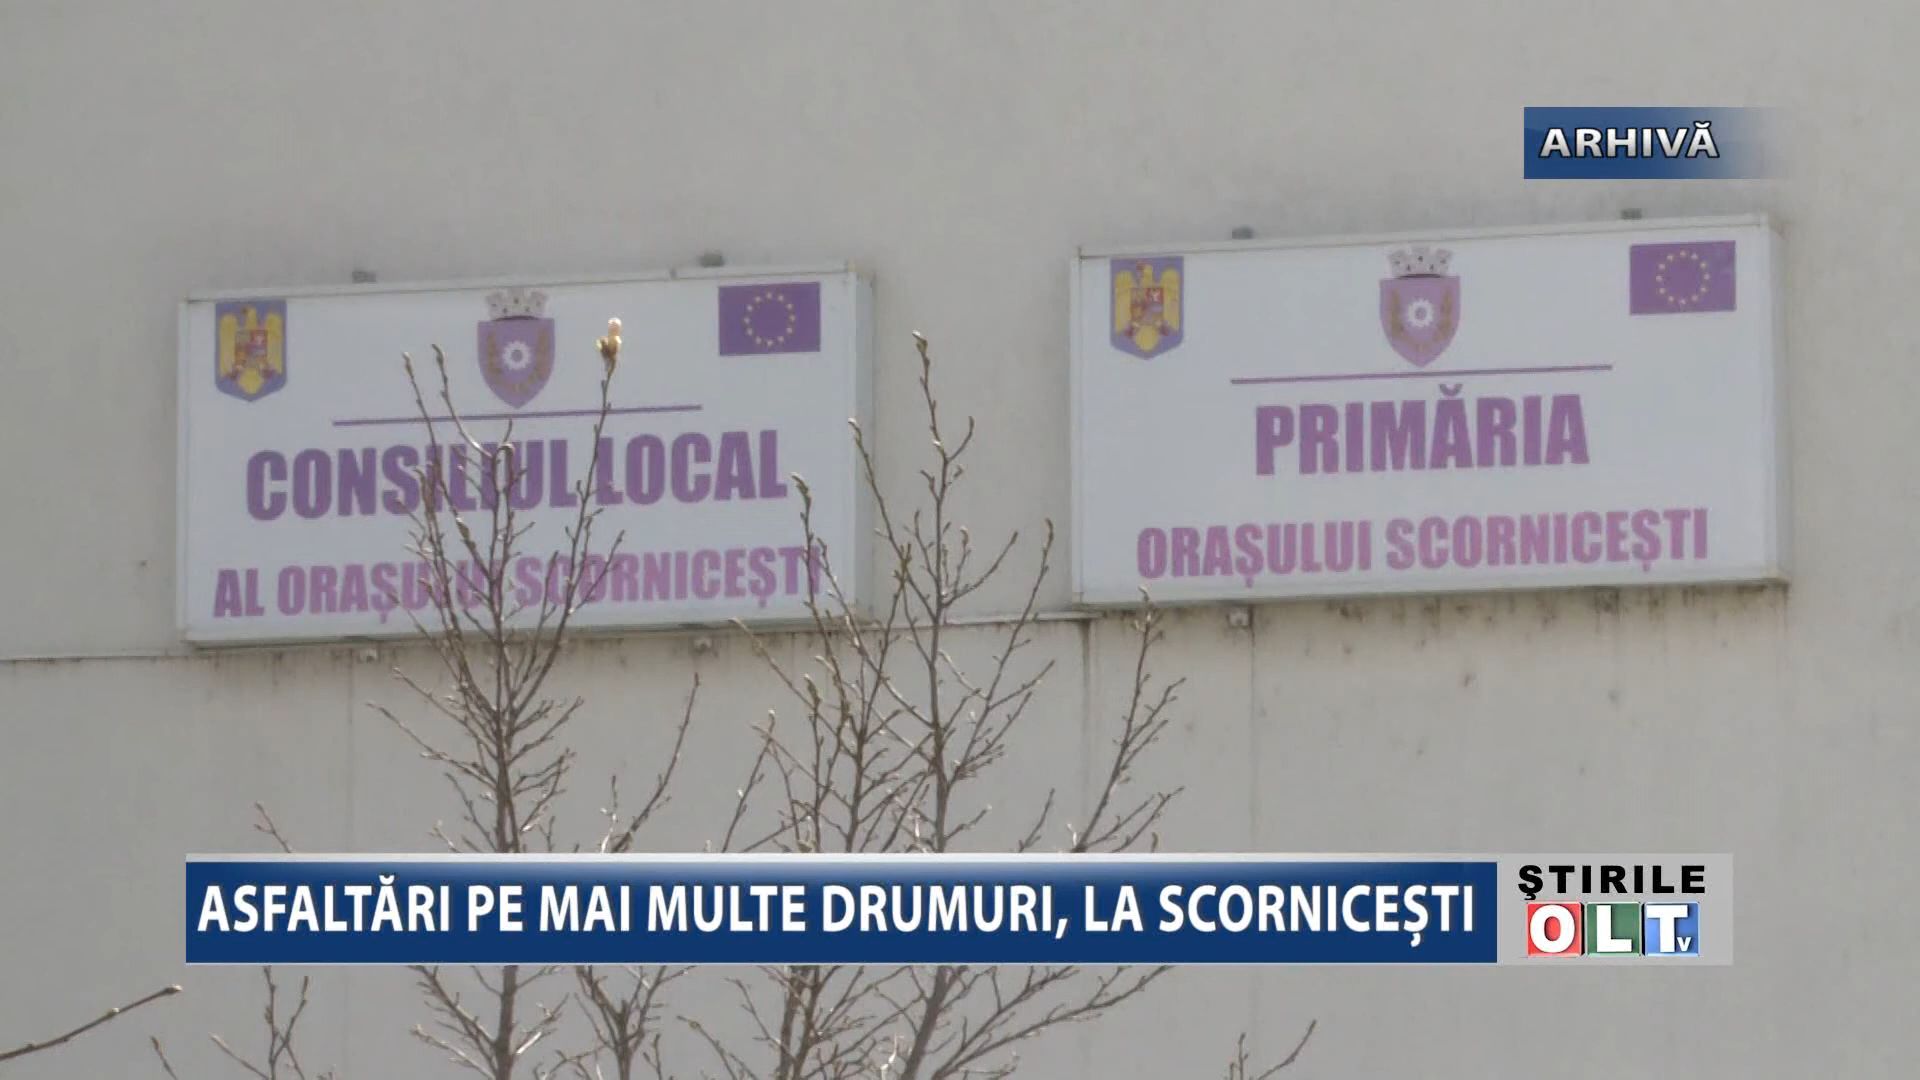 ARHIVĂ
CONSILIUL LOCAL
AL ORAȘULUI SCORNICEȘTI
PRIMĂRIA
ORAȘULUI SCORNICEȘTI
ASFALTĂRI PE MAI MULTE DRUMURI, LA SCORNICEȘTI
ŞTIRILE
OLTv